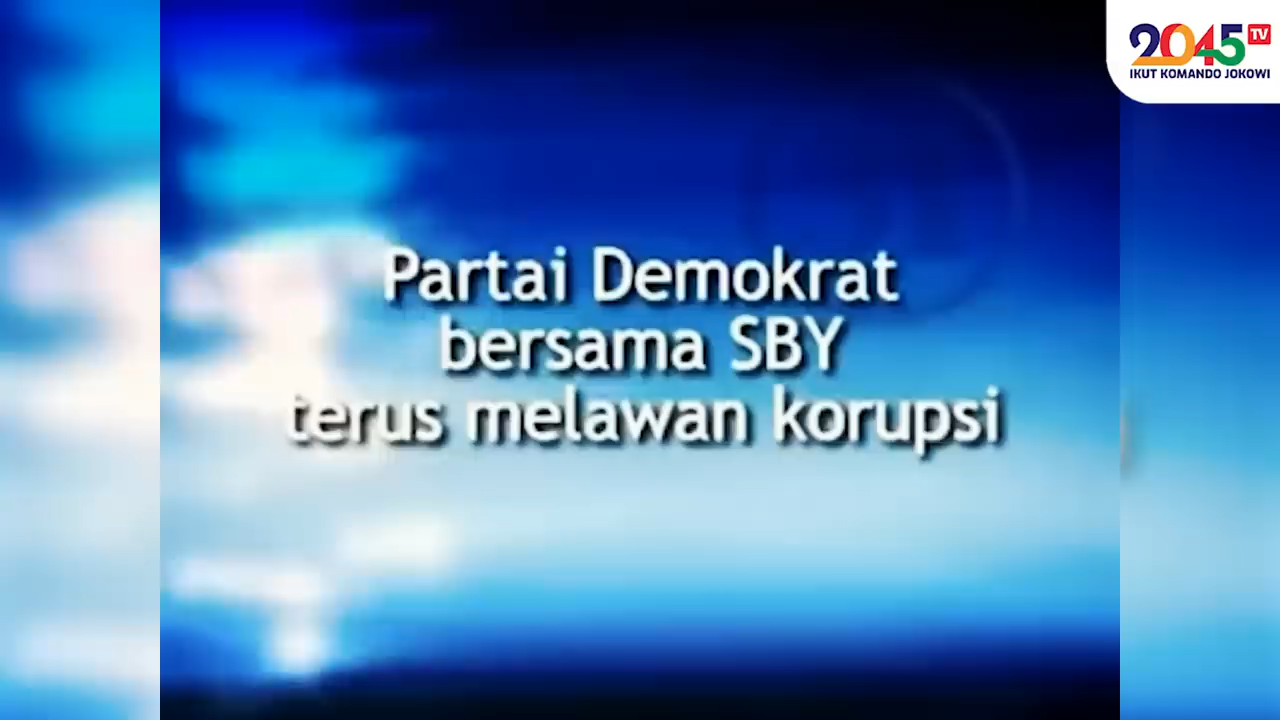 2045 TV
IKUT KOMANDO JOKOWI
Partai Demokrat
bersama SBY
terus melawan korupsi